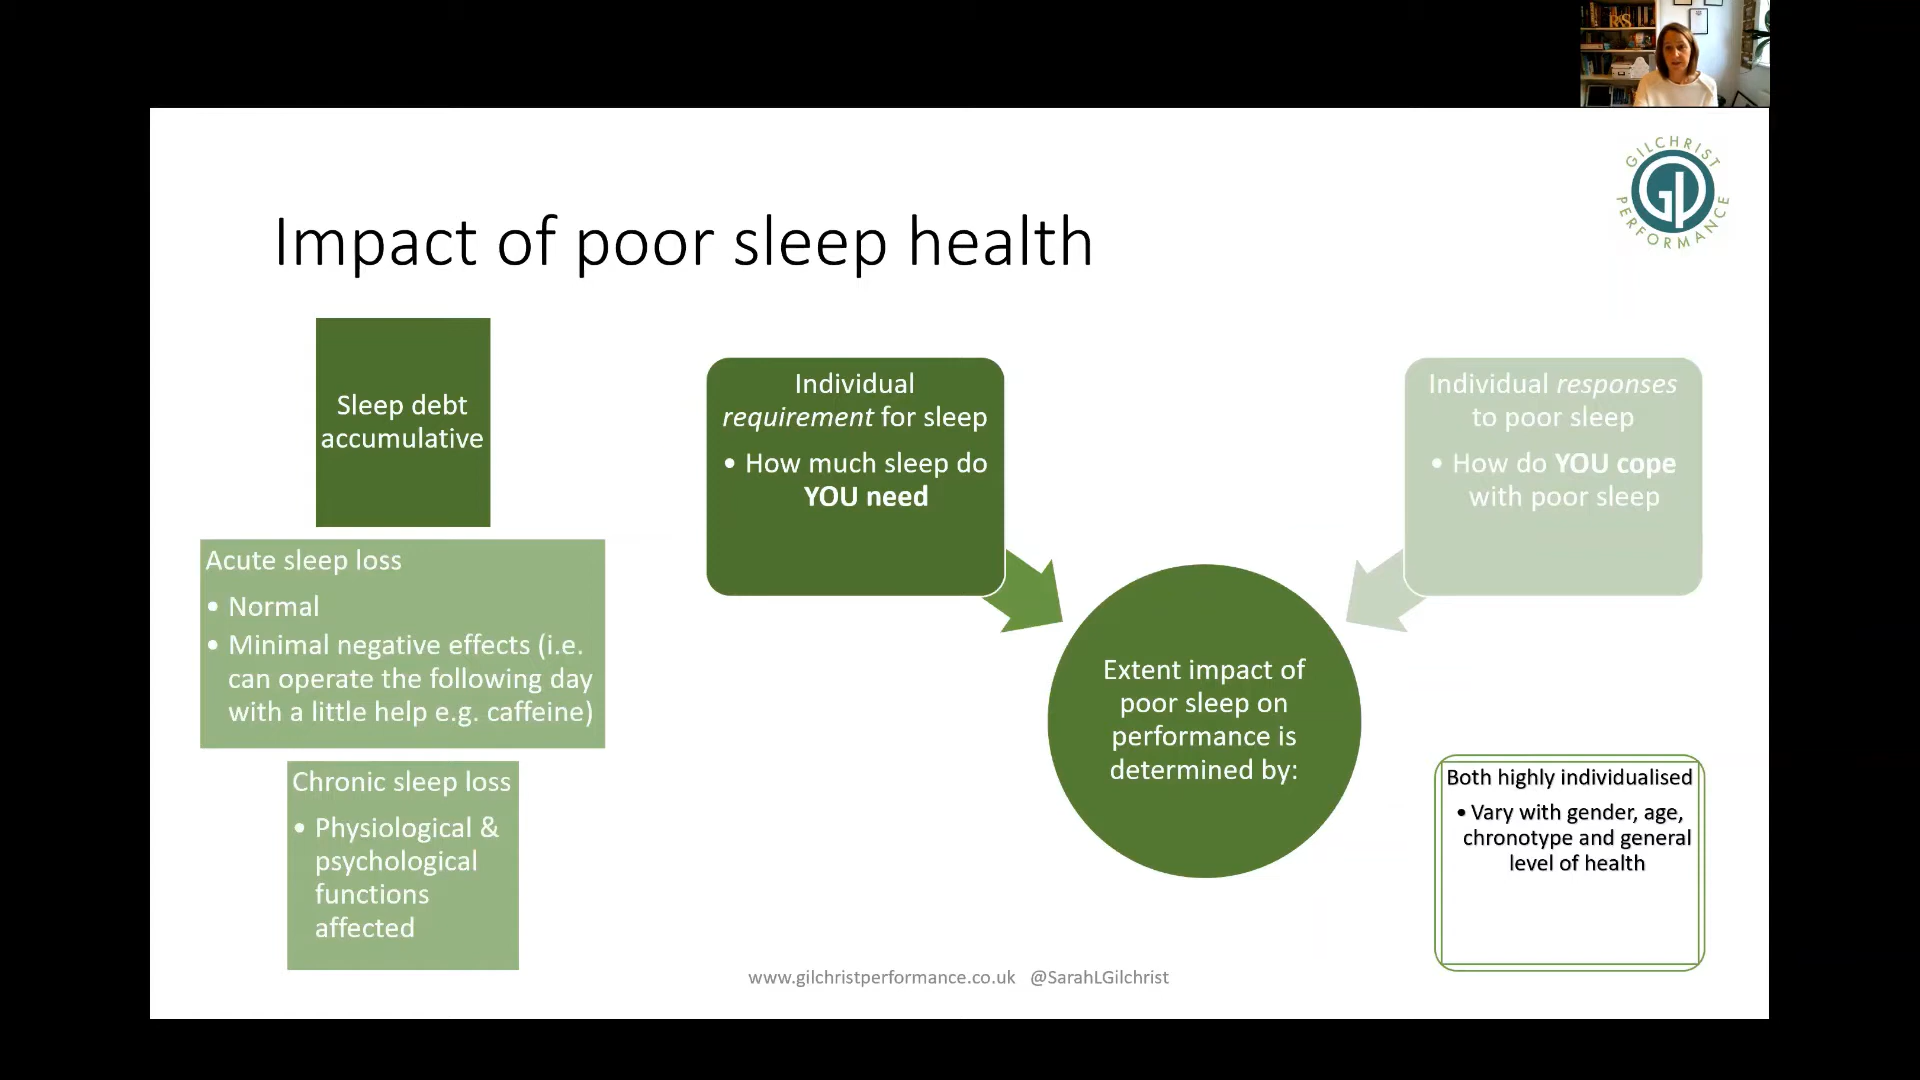 R&S
GILCHRIST
PERFORMANCE
Impact of poor sleep health
Sleep debt
accumulative
Acute sleep loss
• Normal
• Minimal negative effects (i.e.
can operate the following day
with a little help e.g. caffeine)
Chronic sleep loss
• Physiological &
psychological
functions
affected
Individual
requirement for sleep
• How much sleep do
YOU need
Individual responses
to poor sleep
• How do YOU cope
with poor sleep
Extent impact of
poor sleep on
performance is
determined by:
Both highly individualised
• Vary with gender, age,
chronotype and general
level of health
www.gilchristperformance.co.uk @SarahLGilchrist